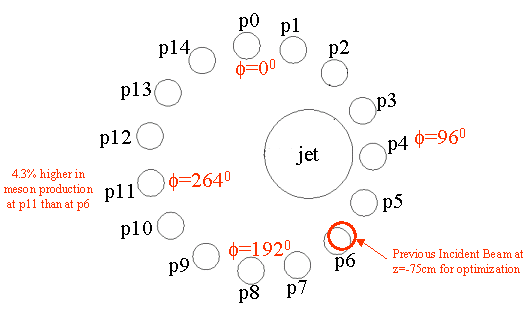 p0
p1
p14
p2
ϕ=0⁰
p13
p3
p12
p4
ϕ=96⁰
jet
4.3% higher in
meson production
at p11 than at p6
p11
ϕ=264⁰
p5
p10
ϕ=192⁰
p6
Previous Incident Beam at
z=-75cm for optimization
p9
p8
p7